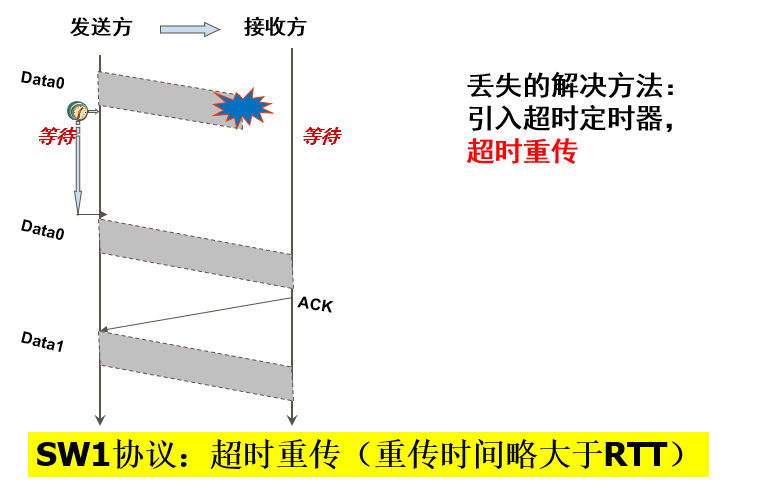 发送方
接收方
Data0
等待
等待
Data0
ACK
Data1
丢失的解决方法：
引入超时定时器，
超时重传
SW1协议：超时重传（重传时间略大于RTT）